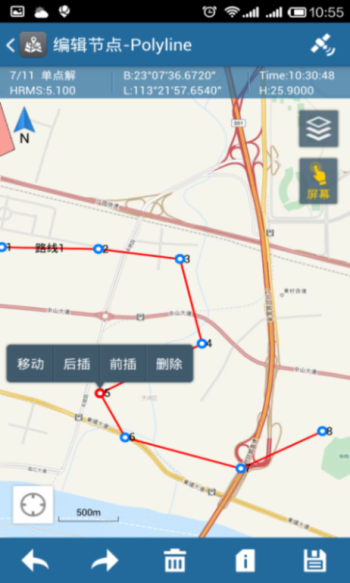 10:55
编辑节点-Polyline
7/11 单点解
B:23°07'36.6720"
Time:10:30:48
HRMS:5.100
L:113°21'57.6540"
H:25.9000
N
屏幕
1
路线1
2
3
4
移动
后插
前插
删除
5
6
7
8
500m